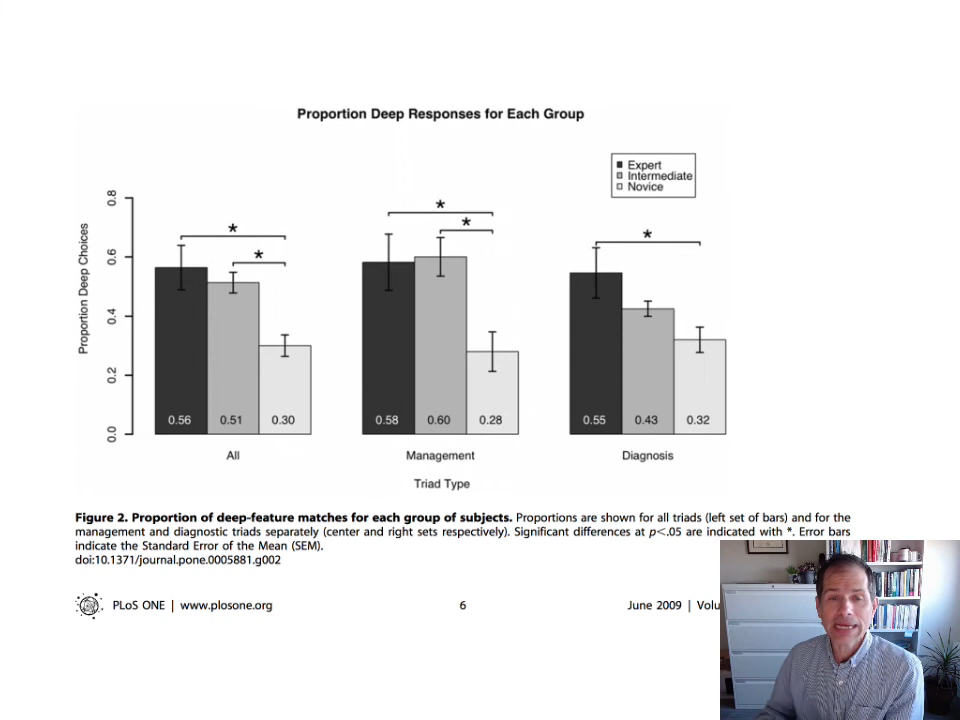 Proportion Deep Responses for Each Group
Expert
Intermediate
Novice
Proportion Deep Choices
0.8
0.6
0.4
0.2
0.0
*
*
*
*
*
0.56 0.51 0.30
0.58 0.60 0.28
0.55 0.43 0.32
All Management Diagnosis
Triad Type
Figure 2. Proportion of deep-feature matches for each group of subjects. Proportions are shown for all triads (left set of bars) and for the
management and diagnostic triads separately (center and right sets respectively). Significant differences at p<.05 are indicated with *. Error bars
indicate the Standard Error of the Mean (SEM).
doi:10.1371/journal.pone.0005881.g002
PLoS ONE | www.plosone.org 6 June 2009 | Volu